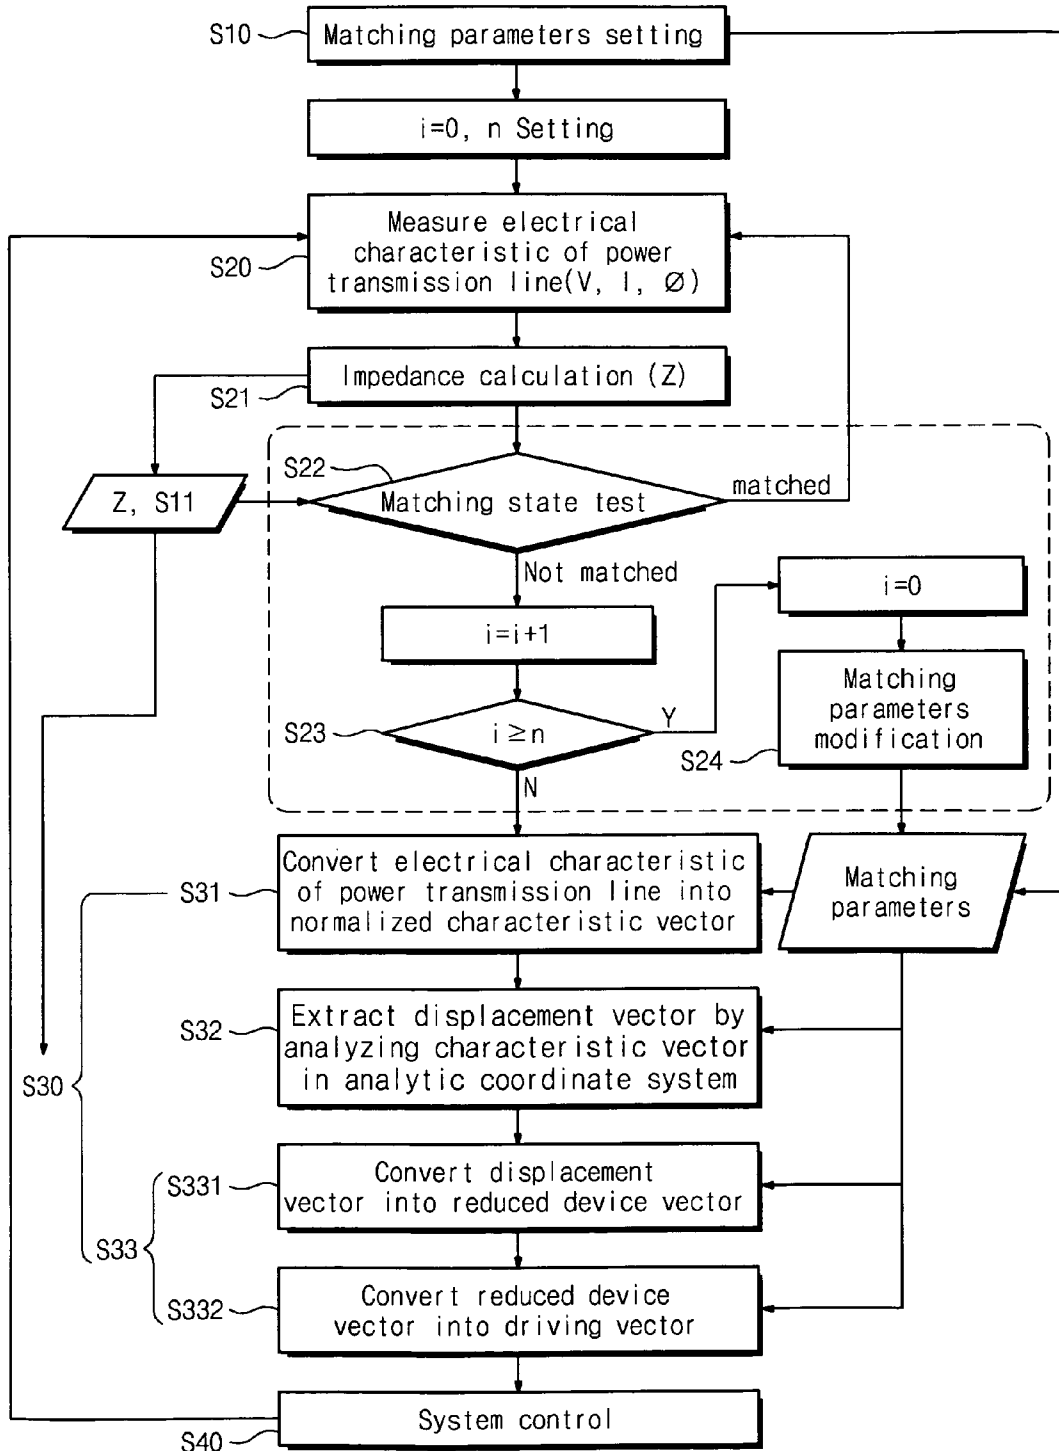 S10
Matching parameters setting
i=0, n Setting
S20
Measure electrical
characteristic of power
transmission line(V, I, Ø)
S21
Impedance calculation (Z)
S22
Matching state test
matched
Z, S11
Not matched
i=0
i=i+1
S23
i≥n
Y
S24
Matching
parameters
modification
N
S31
Convert electrical characteristic
of power transmission line into
normalized characteristic vector
Matching
parameters
S32
Extract displacement vector by
analyzing characteristic vector
in analytic coordinate system
S30
S331
Convert displacement
vector into reduced device vector
S33
S332
Convert reduced device
vector into driving vector
System control
S40